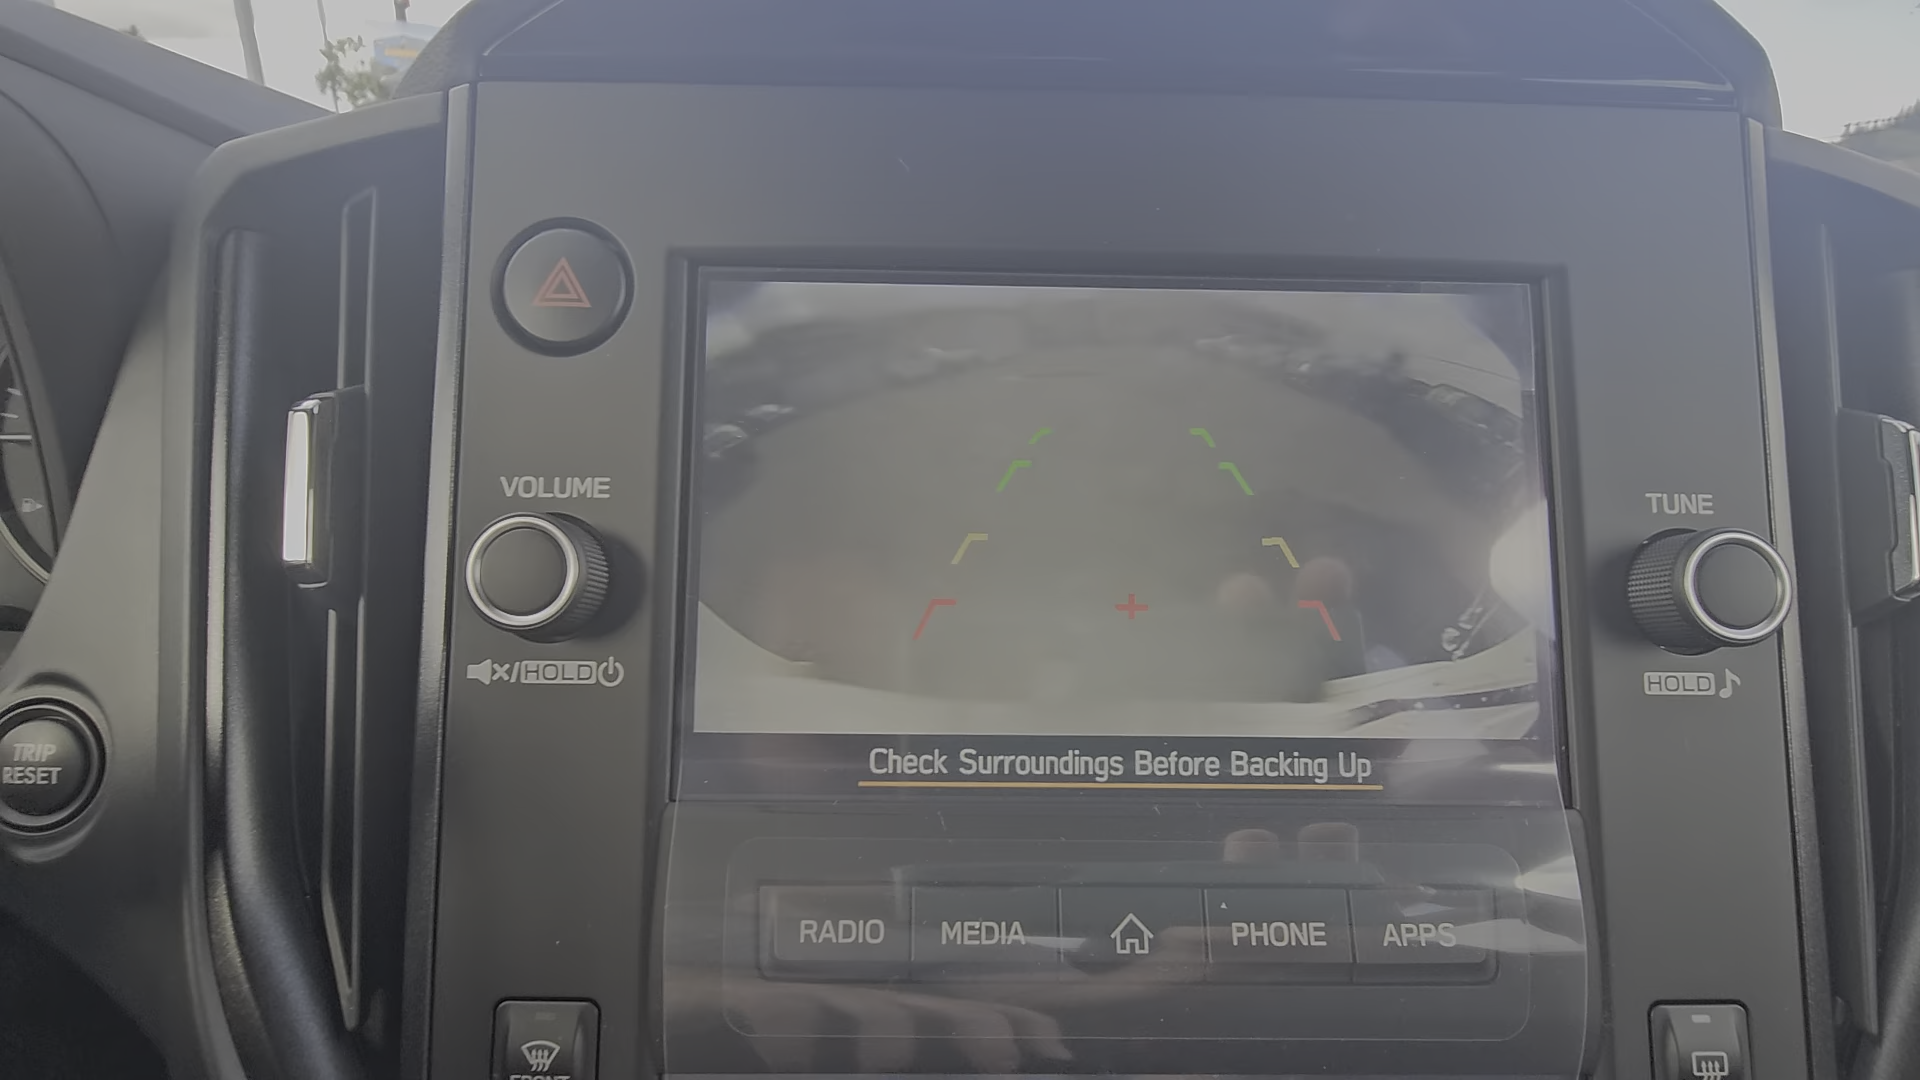 VOLUME
HOLD
TUNE
HOLD
TRIP
RESET
Check Surroundings Before Backing Up
RADIO
MEDIA
PHONE
APPS
FRONT